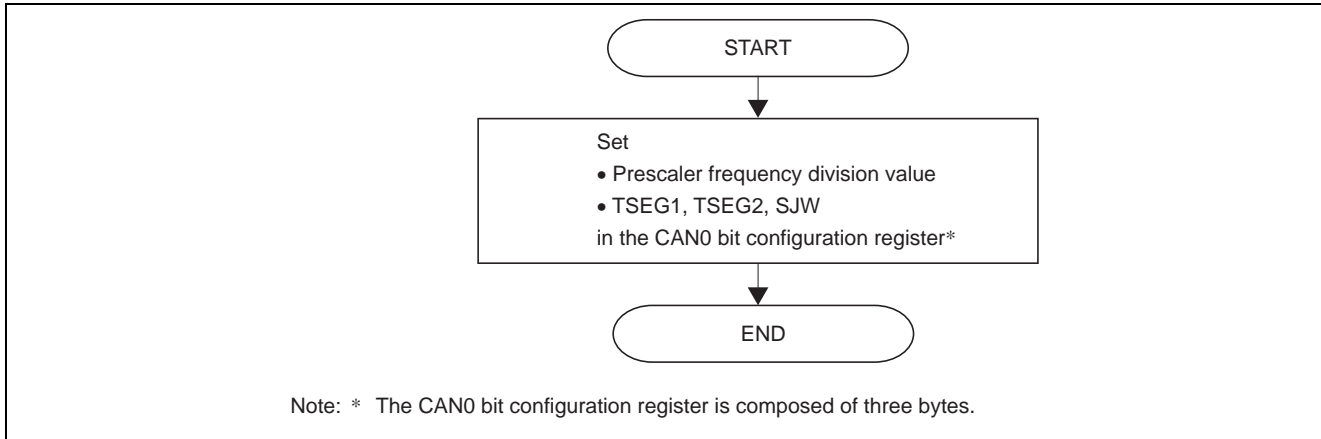 START
Set
• Prescaler frequency division value
• TSEG1, TSEG2, SJW
in the CAN0 bit configuration register*
END
Note: * The CAN0 bit configuration register is composed of three bytes.